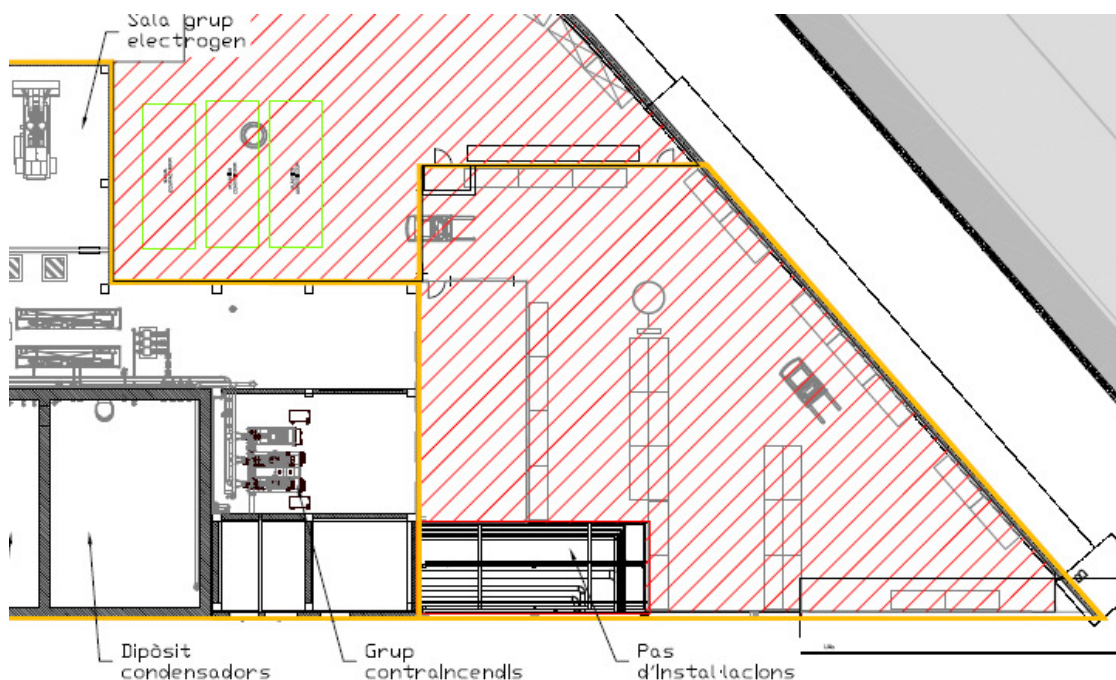 Sala grup
electrogen
Dipòsit
condensadors
Grup
contraincendis
Pas
d'instal·lacions